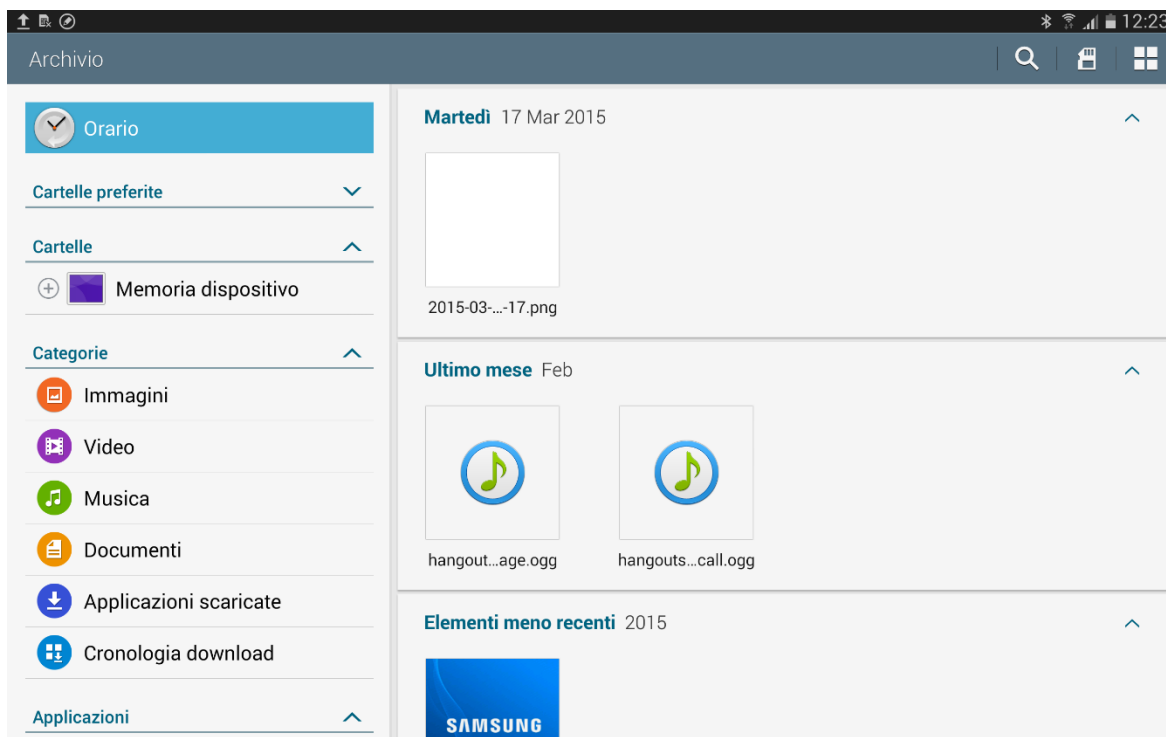 12:23
Archivio
Orario
Cartelle preferite
Cartelle
Memoria dispositivo
Categorie
Immagini
Video
Musica
Documenti
Applicazioni scaricate
Cronologia download
Applicazioni
Martedì 17 Mar 2015
2015-03-...-17.png
Ultimo mese Feb
hangout...age.ogg hangouts...call.ogg
Elementi meno recenti 2015
SAMSUNG